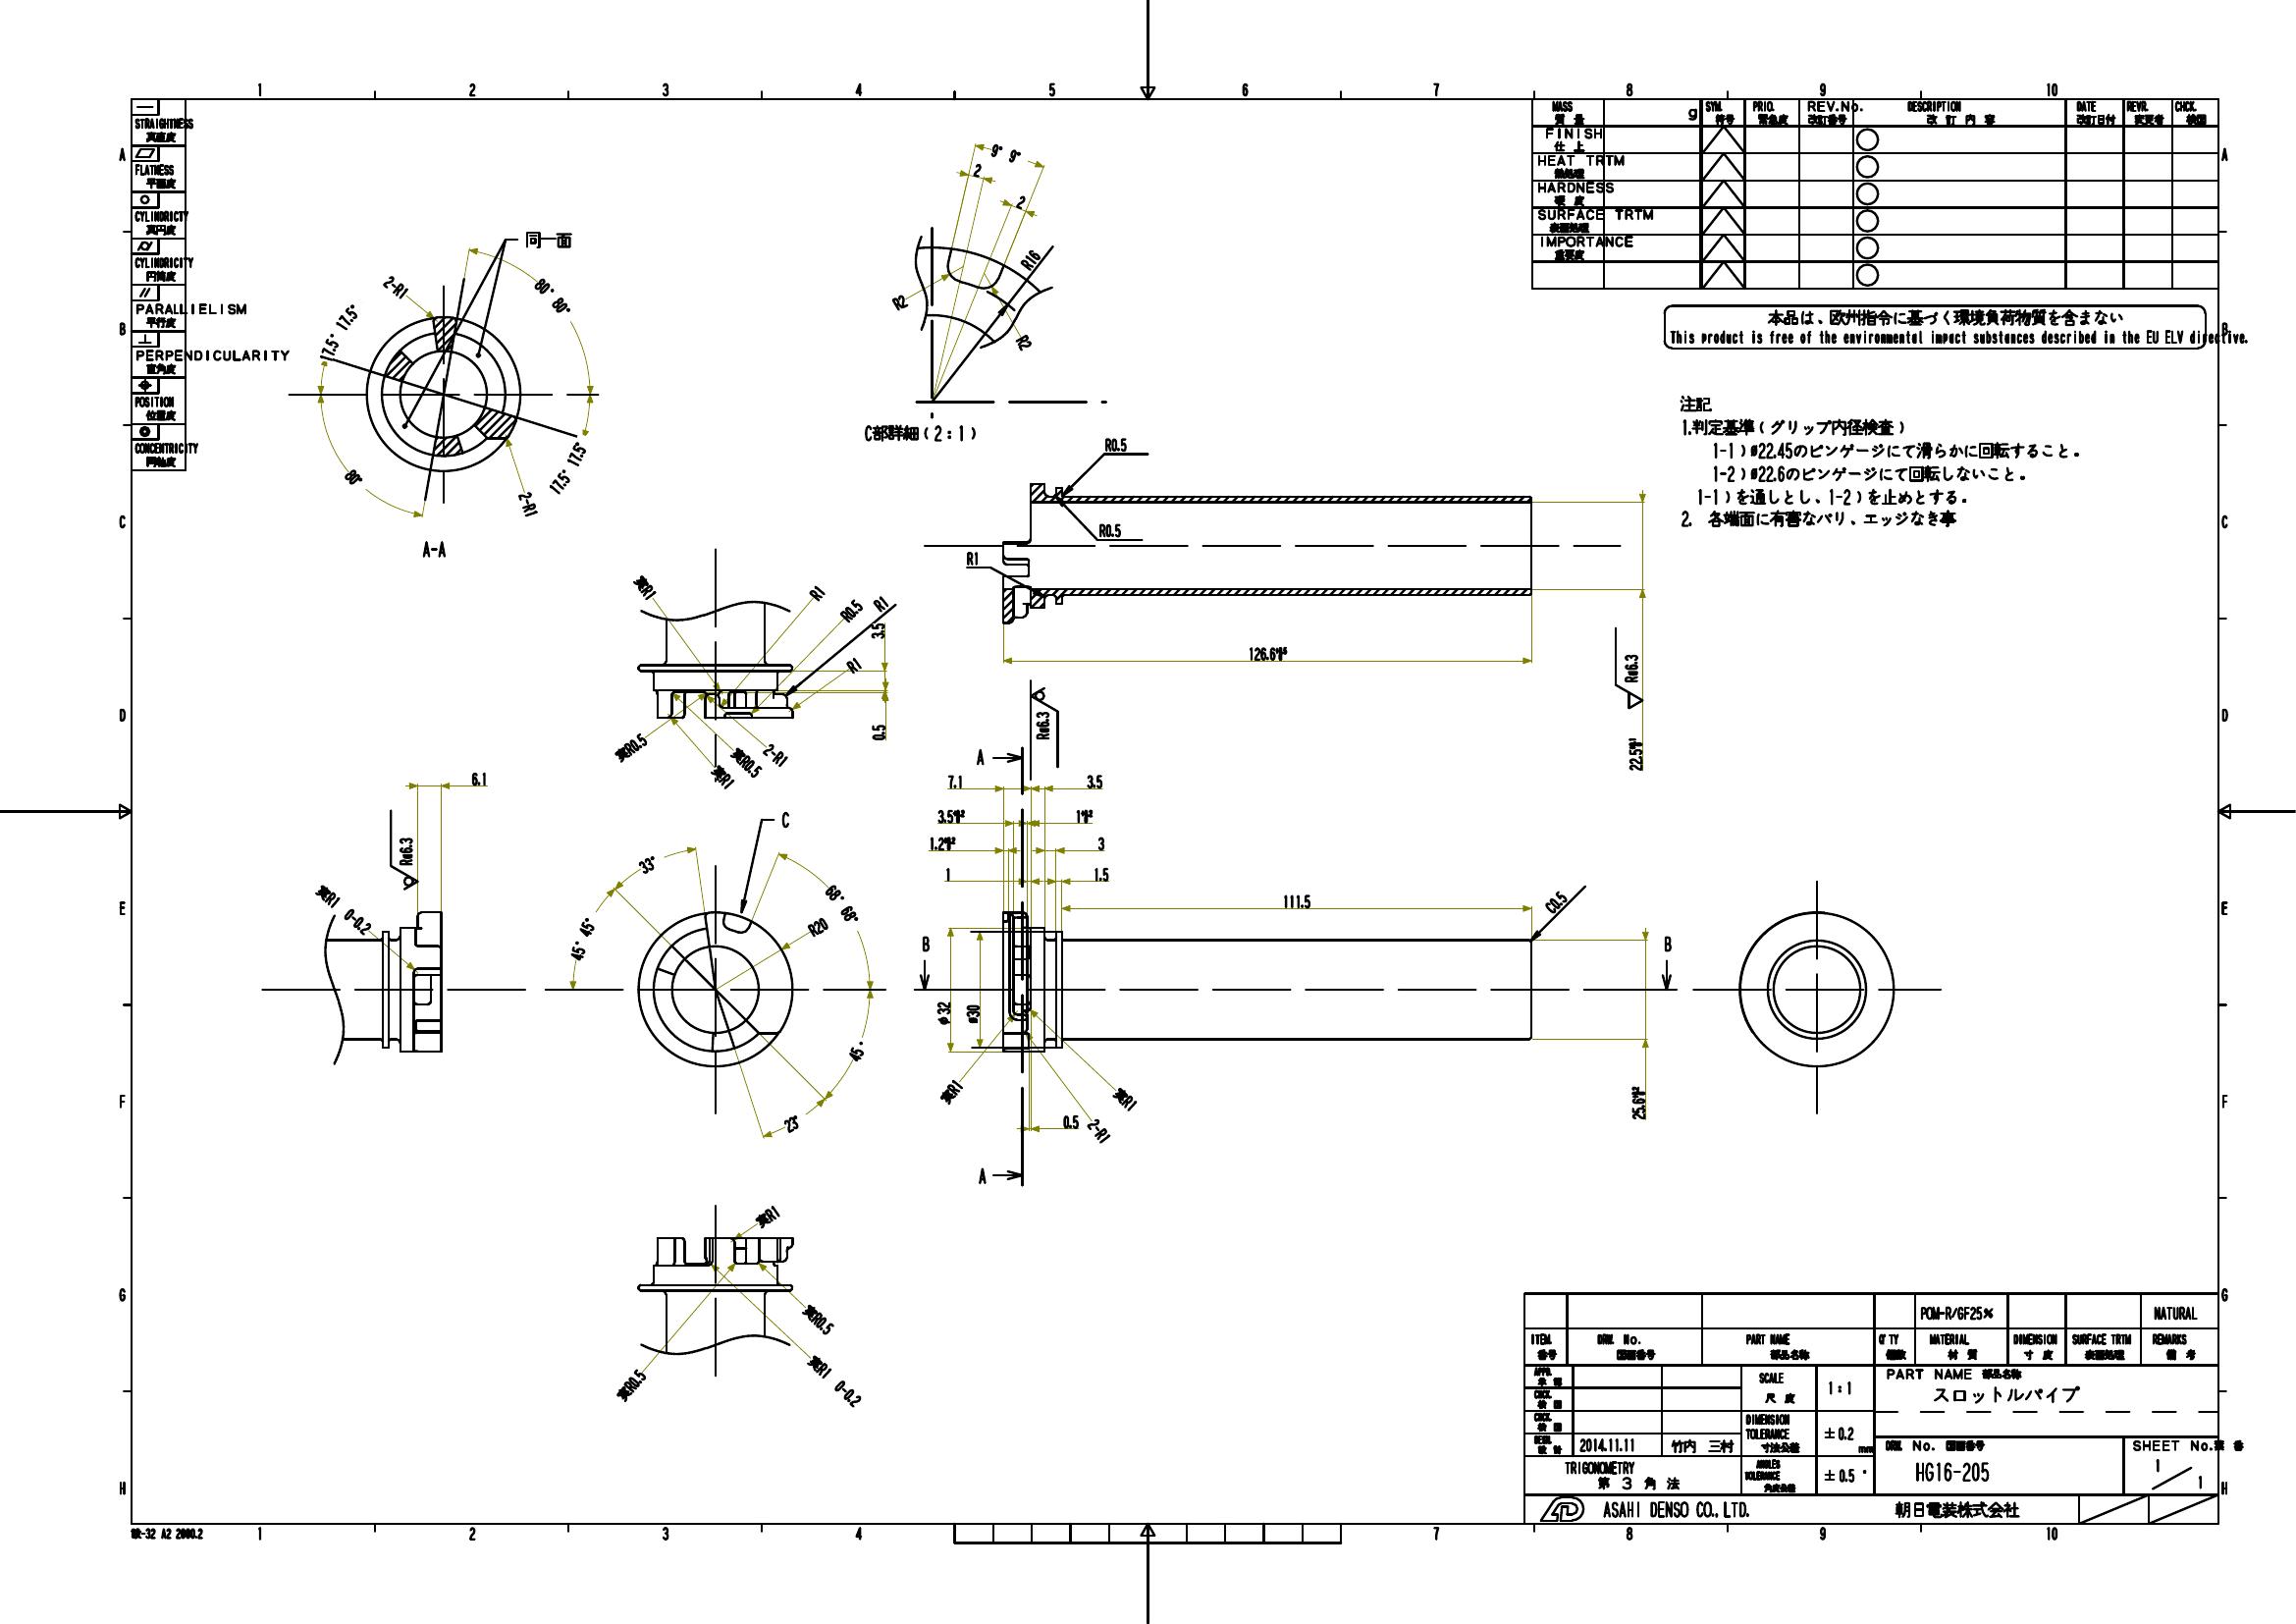 1 2 3 4 5 6 7 8 9 10
A B C D E F G H
STRAIGHTNESS
真直度
FLATNESS
平面度
CYLINDRICTY
真円度
CYLINDRICITY
円筒度
PARALLIELISM
平行度
PERPENDICULARITY
直角度
POSITION
位置度
CONCENTRICITY
同軸度
MASS
質量
g
SYM.
符号
PRIO.
緊急度
REV.No.
改訂番号
DESCRIPTION
改訂内容
DATE
改訂日付
REVR.
変更者
CHCK.
検図
FINISH
仕上
HEAT TRTM
熱処理
HARDNESS
硬度
SURFACE TRTM
表面処理
IMPORTANCE
重要度
本品は、欧州指令に基づく環境負荷物質を含まない
This product is free of the environmental impact substances described in the EU ELV directive.
注記
1.判定基準(グリップ内径検査)
1-1)ø22.45のピンゲージにて滑らかに回転すること。
1-2)ø22.6のピンゲージにて回転しないこと。
1-1)を通しとし、1-2)を止めとする。
2. 各端面に有害なバリ、エッジなき事
同一面
2-R1
80° 80°
17.5° 17.5°
80°
17.5° 17.5°
2-R1
A-A
9° 9°
2
2
R16
R2
R2
C部詳細(2:1)
R0.5
R0.5
R1
126.6
Ra6.3
22.5
実R1
R1
R0.5
R1
3.5
R1
0.5
実R0.5
実R1
実R0.5
2-R1
6.1
Ra6.3
実R1 0-0.2
C
33°
45° 45°
68° 68°
R20
45°
23°
A
Ra6.3
7.1
3.5
3.5
1
1.2
3
1
1.5
111.5
C0.5
B
B
φ32
ø30
実R1
実R1
2-R1
0.5
A
25.6
実R1
実R0.5
実R0.5
実R1 0-0.2
POM-R/GF25%
NATURAL
ITEM.
番号
DRW. No.
図面番号
PART NAME
部品名称
Q'TY
個数
MATERIAL
材質
DIMENSION
寸度
SURFACE TRTM
表面処理
REMARKS
備考
APPD.
承認
CHCK.
検図
CHCK.
検図
DESN.
設計
2014.11.11
竹内 三村
SCALE
尺度
1:1
DIMENSION
TOLERANCE
寸法公差
±0.2
mm
ANGLES
TOLERANCE
角度公差
±0.5°
TRIGONOMETRY
第3角法
PART NAME 部品名称
スロットルパイプ
DRW. No. 図面番号
HG16-205
SHEET No.葉番
1/1
ASAHI DENSO CO., LTD.
朝日電装株式会社
A2 2000.2
1 2 3 4 7 8 9 10